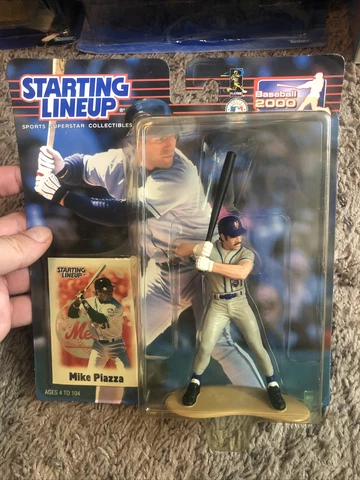 STARTING
LINEUP
®
SPORTS SUPERSTAR COLLECTIBLES
Baseball
2000
STARTING
LINEUP
Mike Piazza
AGES 4 TO 104